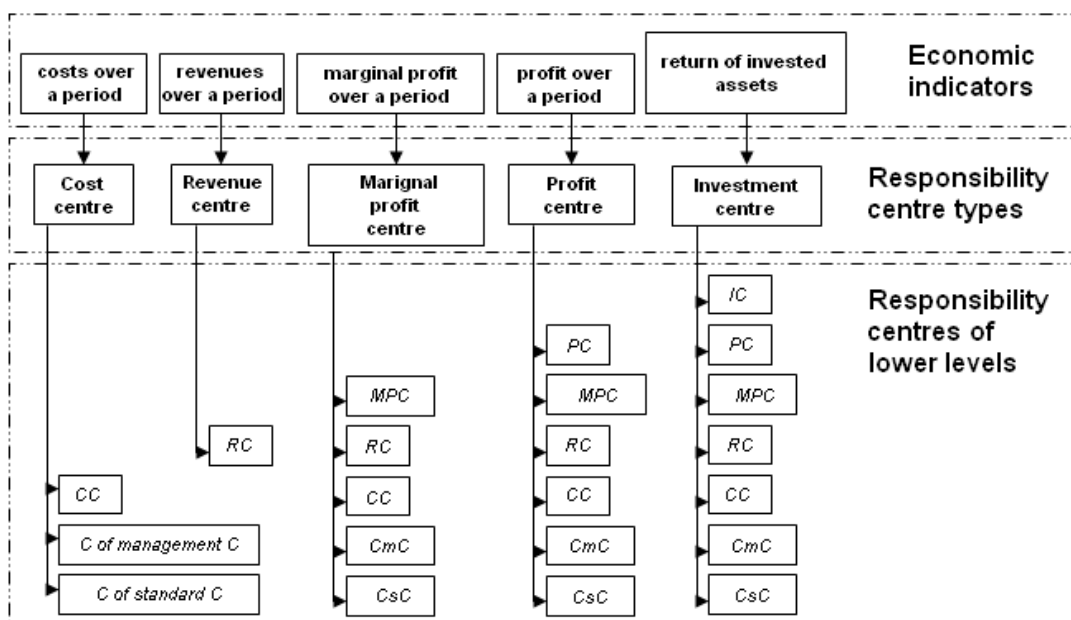 costs over
a period
revenues
over a period
marginal profit
over a period
profit over
a period
return of invested
assets
Economic
indicators
Cost
centre
Revenue
centre
Marignal
profit
centre
Profit
centre
Investment
centre
Responsibility
centre types
Responsibility
centres of
lower levels
CC
C of management C
C of standard C
RC
MPC
RC
CC
CmC
CsC
PC
MPC
RC
CC
CmC
CsC
IC
PC
MPC
RC
CC
CmC
CsC